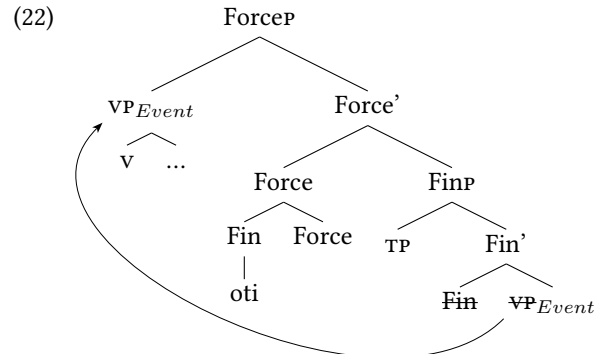 (22) ForceP
vP_Event Force’
v ... Force FinP
Fin Force TP Fin’
oti Fin vP_Event